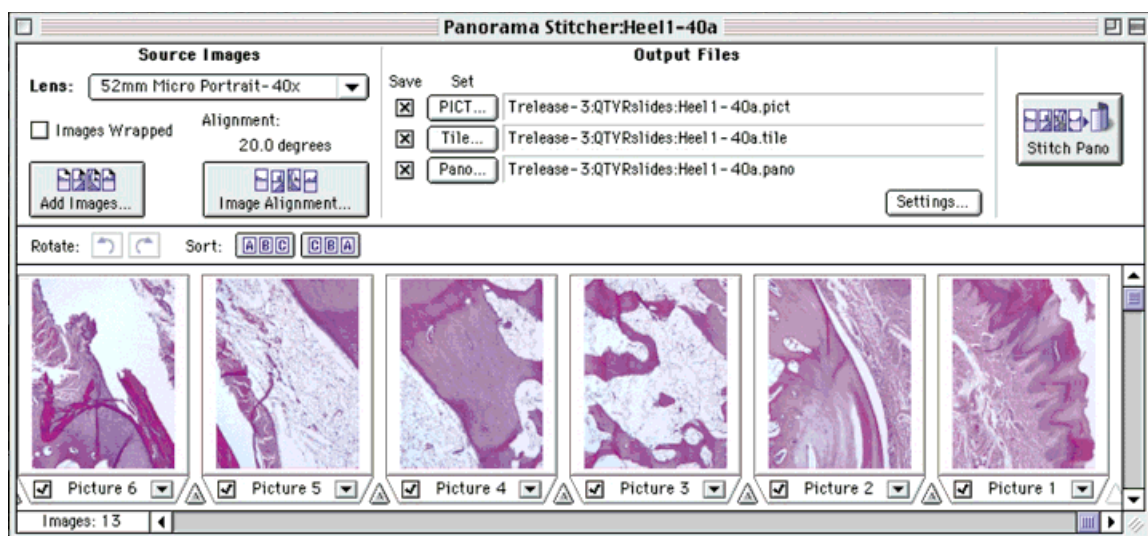 Panorama Stitcher:Heel1-40a
Source Images
Lens: 52mm Micro Portrait-40x
Images Wrapped
Alignment:
20.0 degrees
Add Images...
Image Alignment...
Output Files
Save Set
PICT... Trelease-3:QTVRslides:Heel1-40a.pict
Tile... Trelease-3:QTVRslides:Heel1-40a.tile
Pano... Trelease-3:QTVRslides:Heel1-40a.pano
Settings...
Stitch Pano
Rotate: Sort: ABC CBA
Picture 6 Picture 5 Picture 4 Picture 3 Picture 2 Picture 1
Images: 13